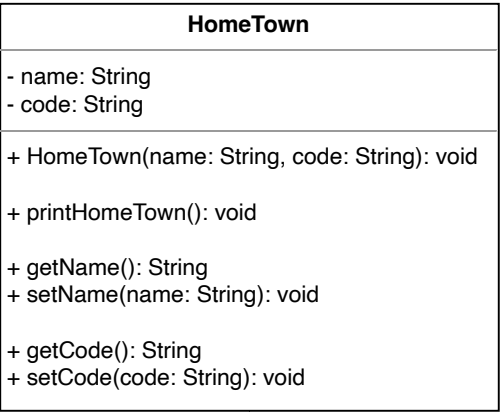 HomeTown
- name: String
- code: String
+ HomeTown(name: String, code: String): void
+ printHomeTown(): void
+ getName(): String
+ setName(name: String): void
+ getCode(): String
+ setCode(code: String): void